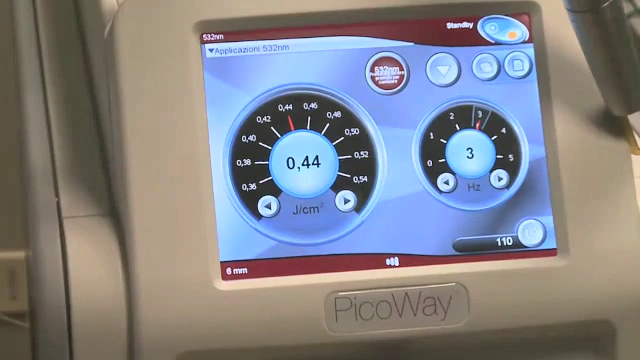 532nm
Standby
▼Applicazioni 532nm
532nm
0,36
0,38
0,40
0,42
0,44
0,46
0,48
0,50
0,52
0,54
0,44
J/cm²
0
1
2
3
4
5
3
Hz
110
6 mm
PicoWay